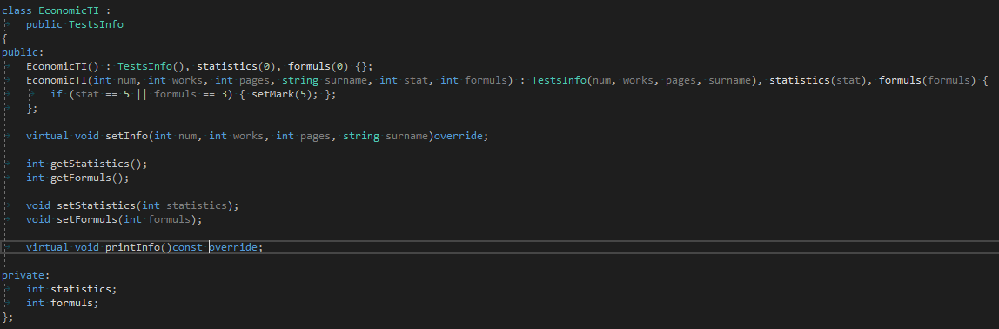 class EconomicTI :
public TestsInfo
{
public:
EconomicTI() : TestsInfo(), statistics(0), formuls(0) {};
EconomicTI(int num, int works, int pages, string surname, int stat, int formuls) : TestsInfo(num, works, pages, surname), statistics(stat), formuls(formuls) {
if (stat == 5 || formuls == 3) { setMark(5); };
};
virtual void setInfo(int num, int works, int pages, string surname)override;
int getStatistics();
int getFormuls();
void setStatistics(int statistics);
void setFormuls(int formuls);
virtual void printInfo()const override;
private:
int statistics;
int formuls;
};